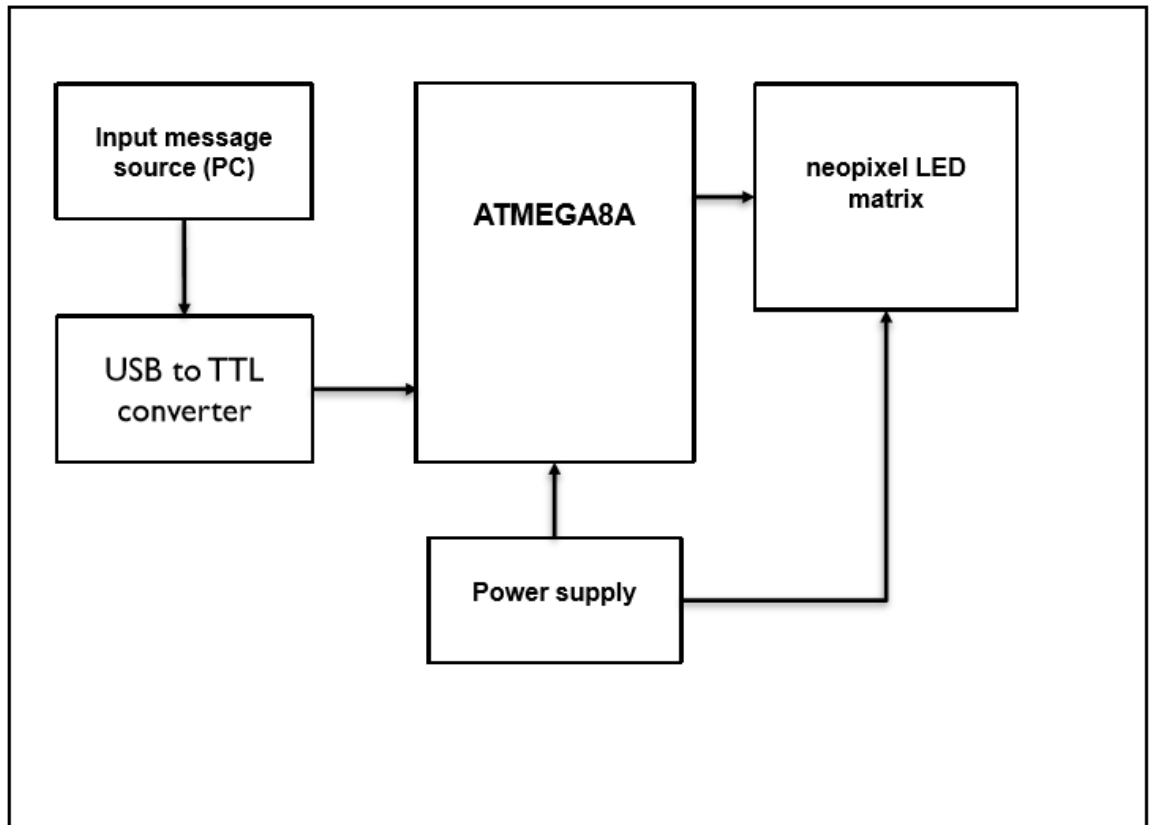 Input message
source (PC)
USB to TTL
converter
ATMEGA8A
neopixel LED
matrix
Power supply